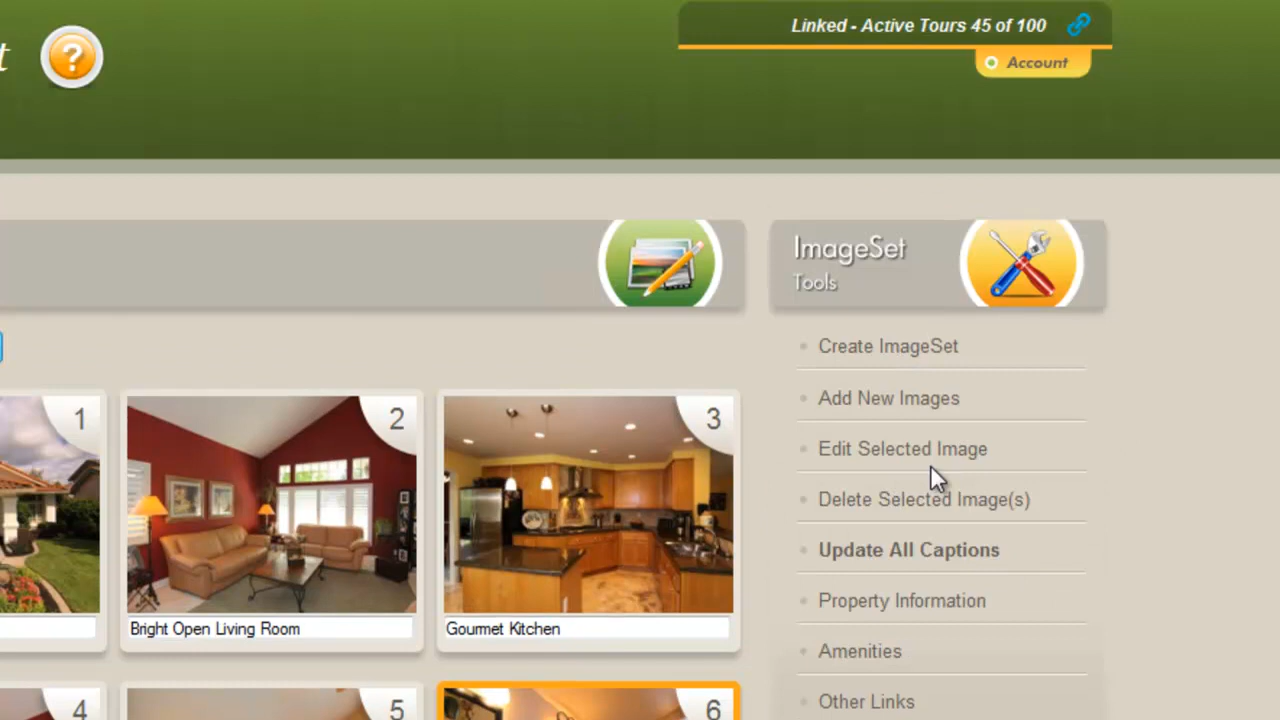 t
?
Linked - Active Tours 45 of 100
Account
ImageSet
Tools
Create ImageSet
Add New Images
Edit Selected Image
Delete Selected Image(s)
Update All Captions
Property Information
Amenities
Other Links
1
2
3
Bright Open Living Room
Gourmet Kitchen
4
5
6